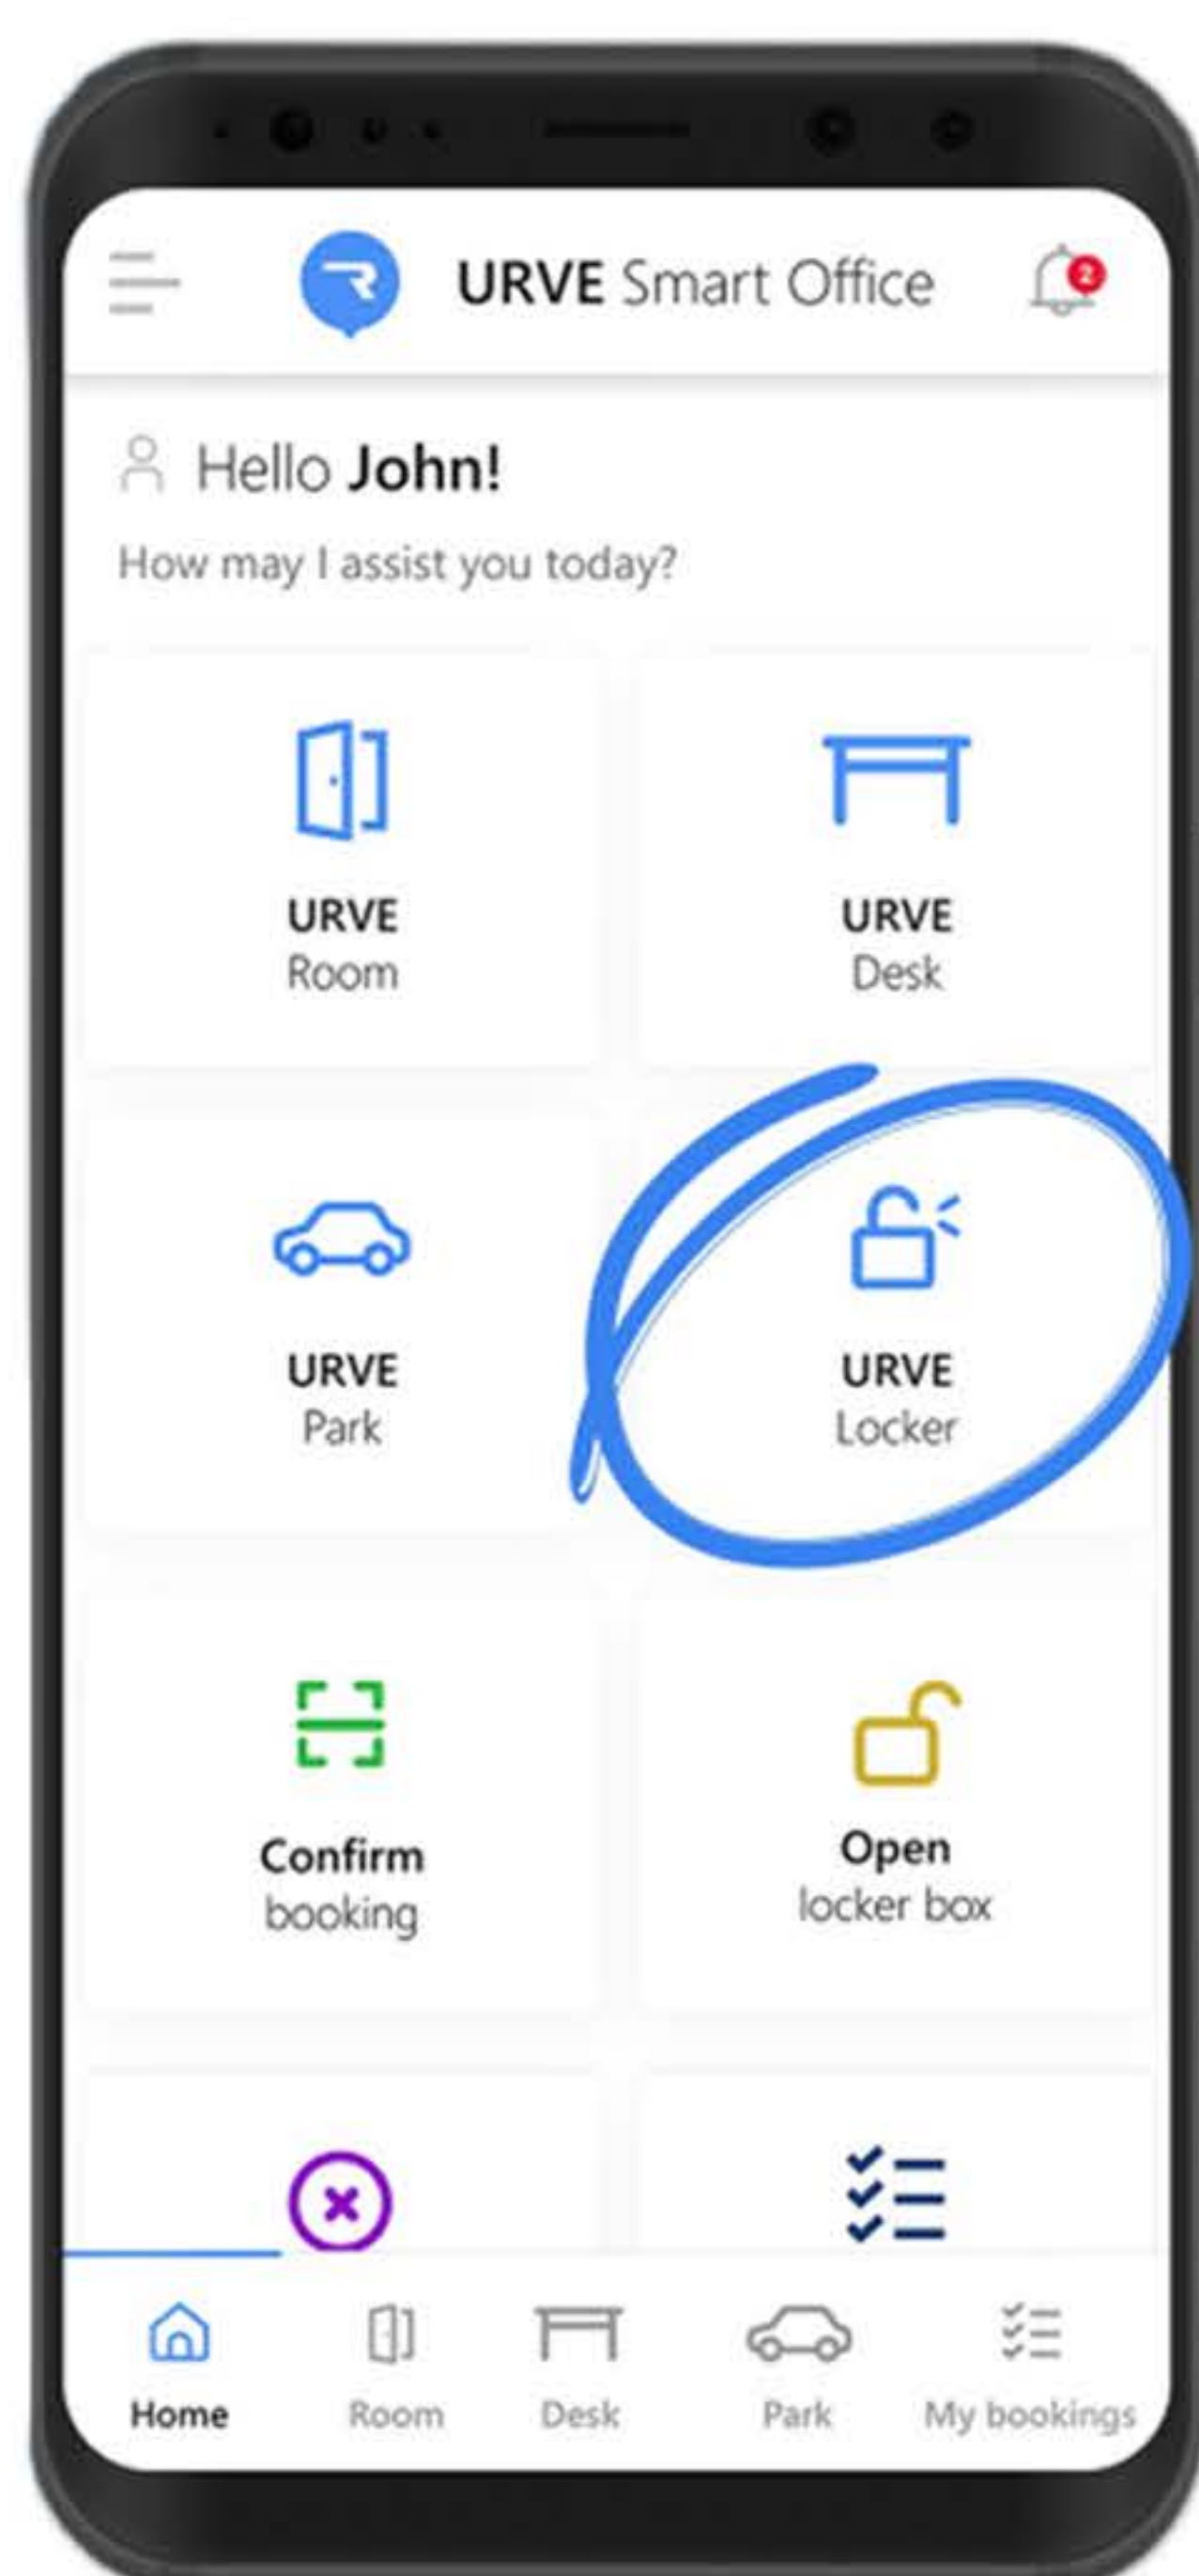 URVE Smart Office
2
Hello John!
How may I assist you today?
URVE
Room
URVE
Desk
URVE
Park
URVE
Locker
Confirm
booking
Open
locker box
Home
Room
Desk
Park
My bookings